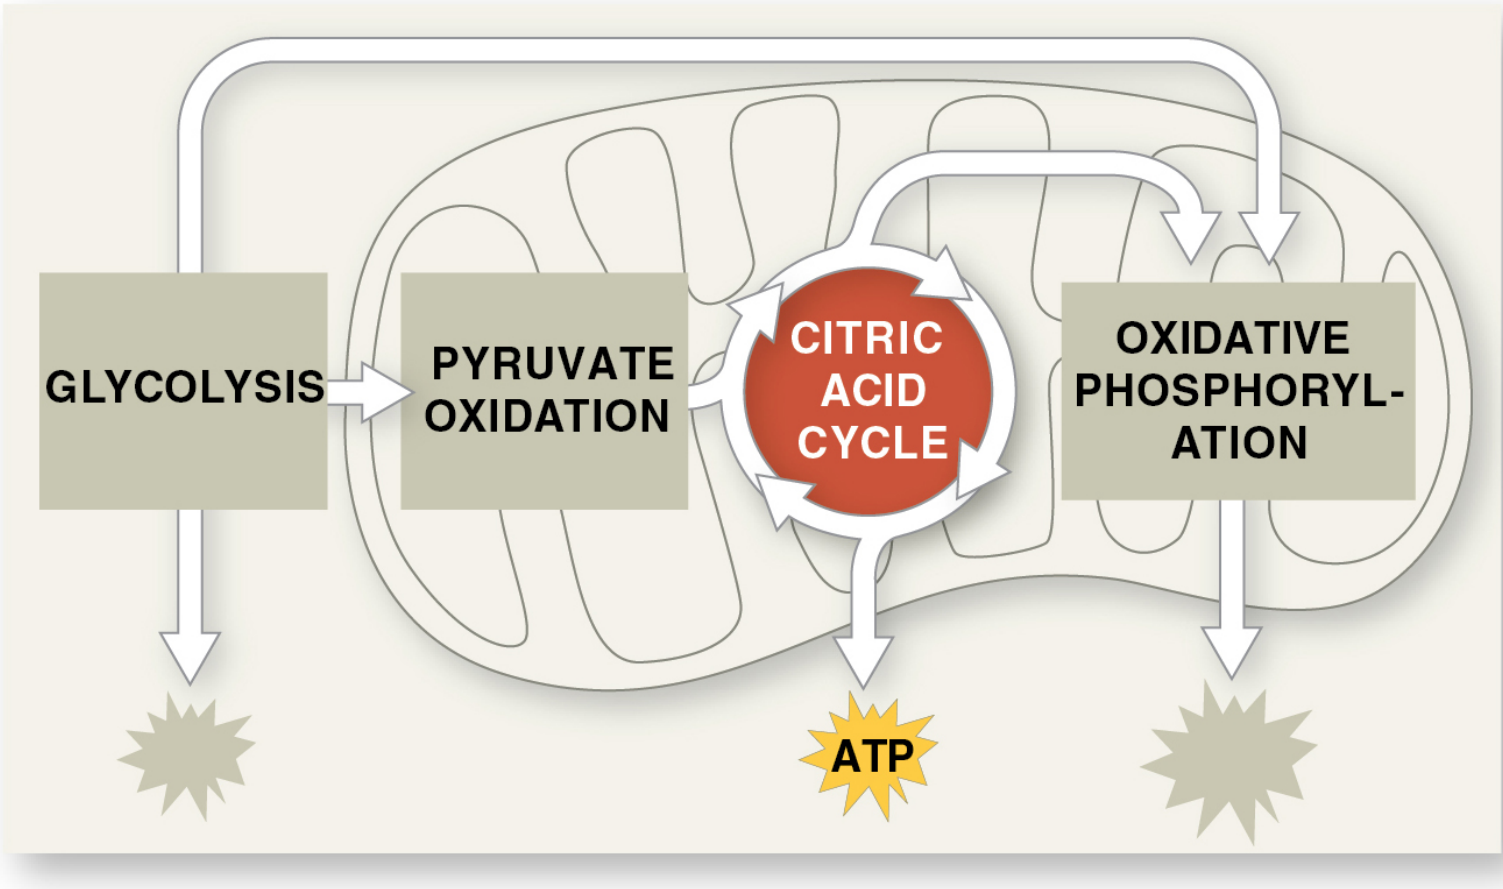 GLYCOLYSIS
PYRUVATE
OXIDATION
CITRIC
ACID
CYCLE
OXIDATIVE
PHOSPHORYL-
ATION
ATP